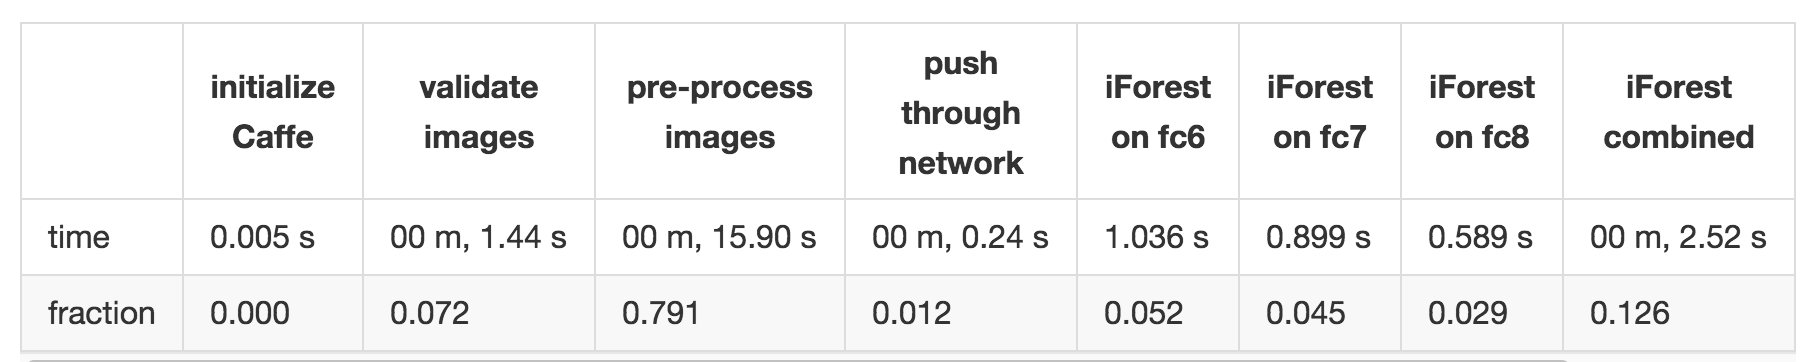 initialize Caffe validate images pre-process images push through network iForest on fc6 iForest on fc7 iForest on fc8 iForest combined
time 0.005 s 00 m, 1.44 s 00 m, 15.90 s 00 m, 0.24 s 1.036 s 0.899 s 0.589 s 00 m, 2.52 s
fraction 0.000 0.072 0.791 0.012 0.052 0.045 0.029 0.126